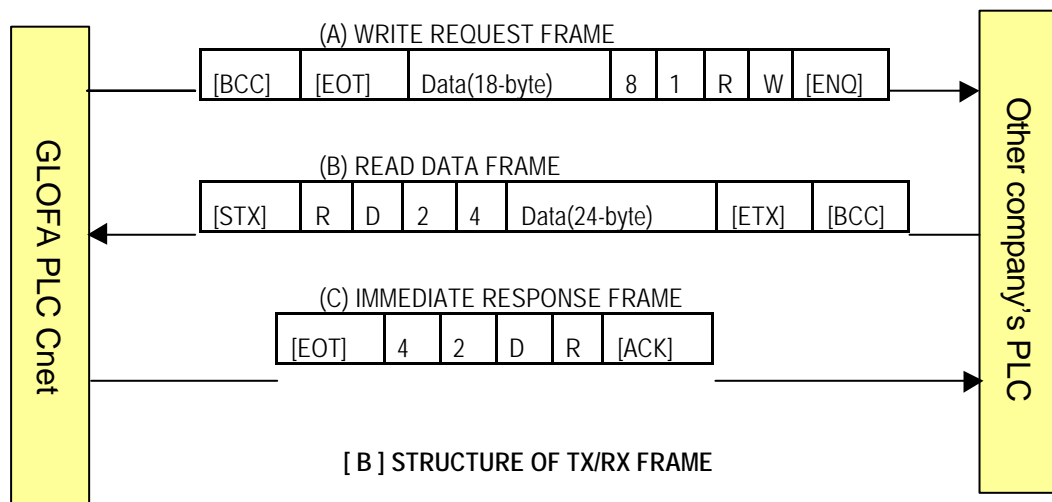 (A) WRITE REQUEST FRAME
[BCC] [EOT] Data(18-byte) 8 1 R W [ENQ]
(B) READ DATA FRAME
[STX] R D 2 4 Data(24-byte) [ETX] [BCC]
(C) IMMEDIATE RESPONSE FRAME
[EOT] 4 2 D R [ACK]
GLOFA PLC Cnet
Other company's PLC
[ B ] STRUCTURE OF TX/RX FRAME